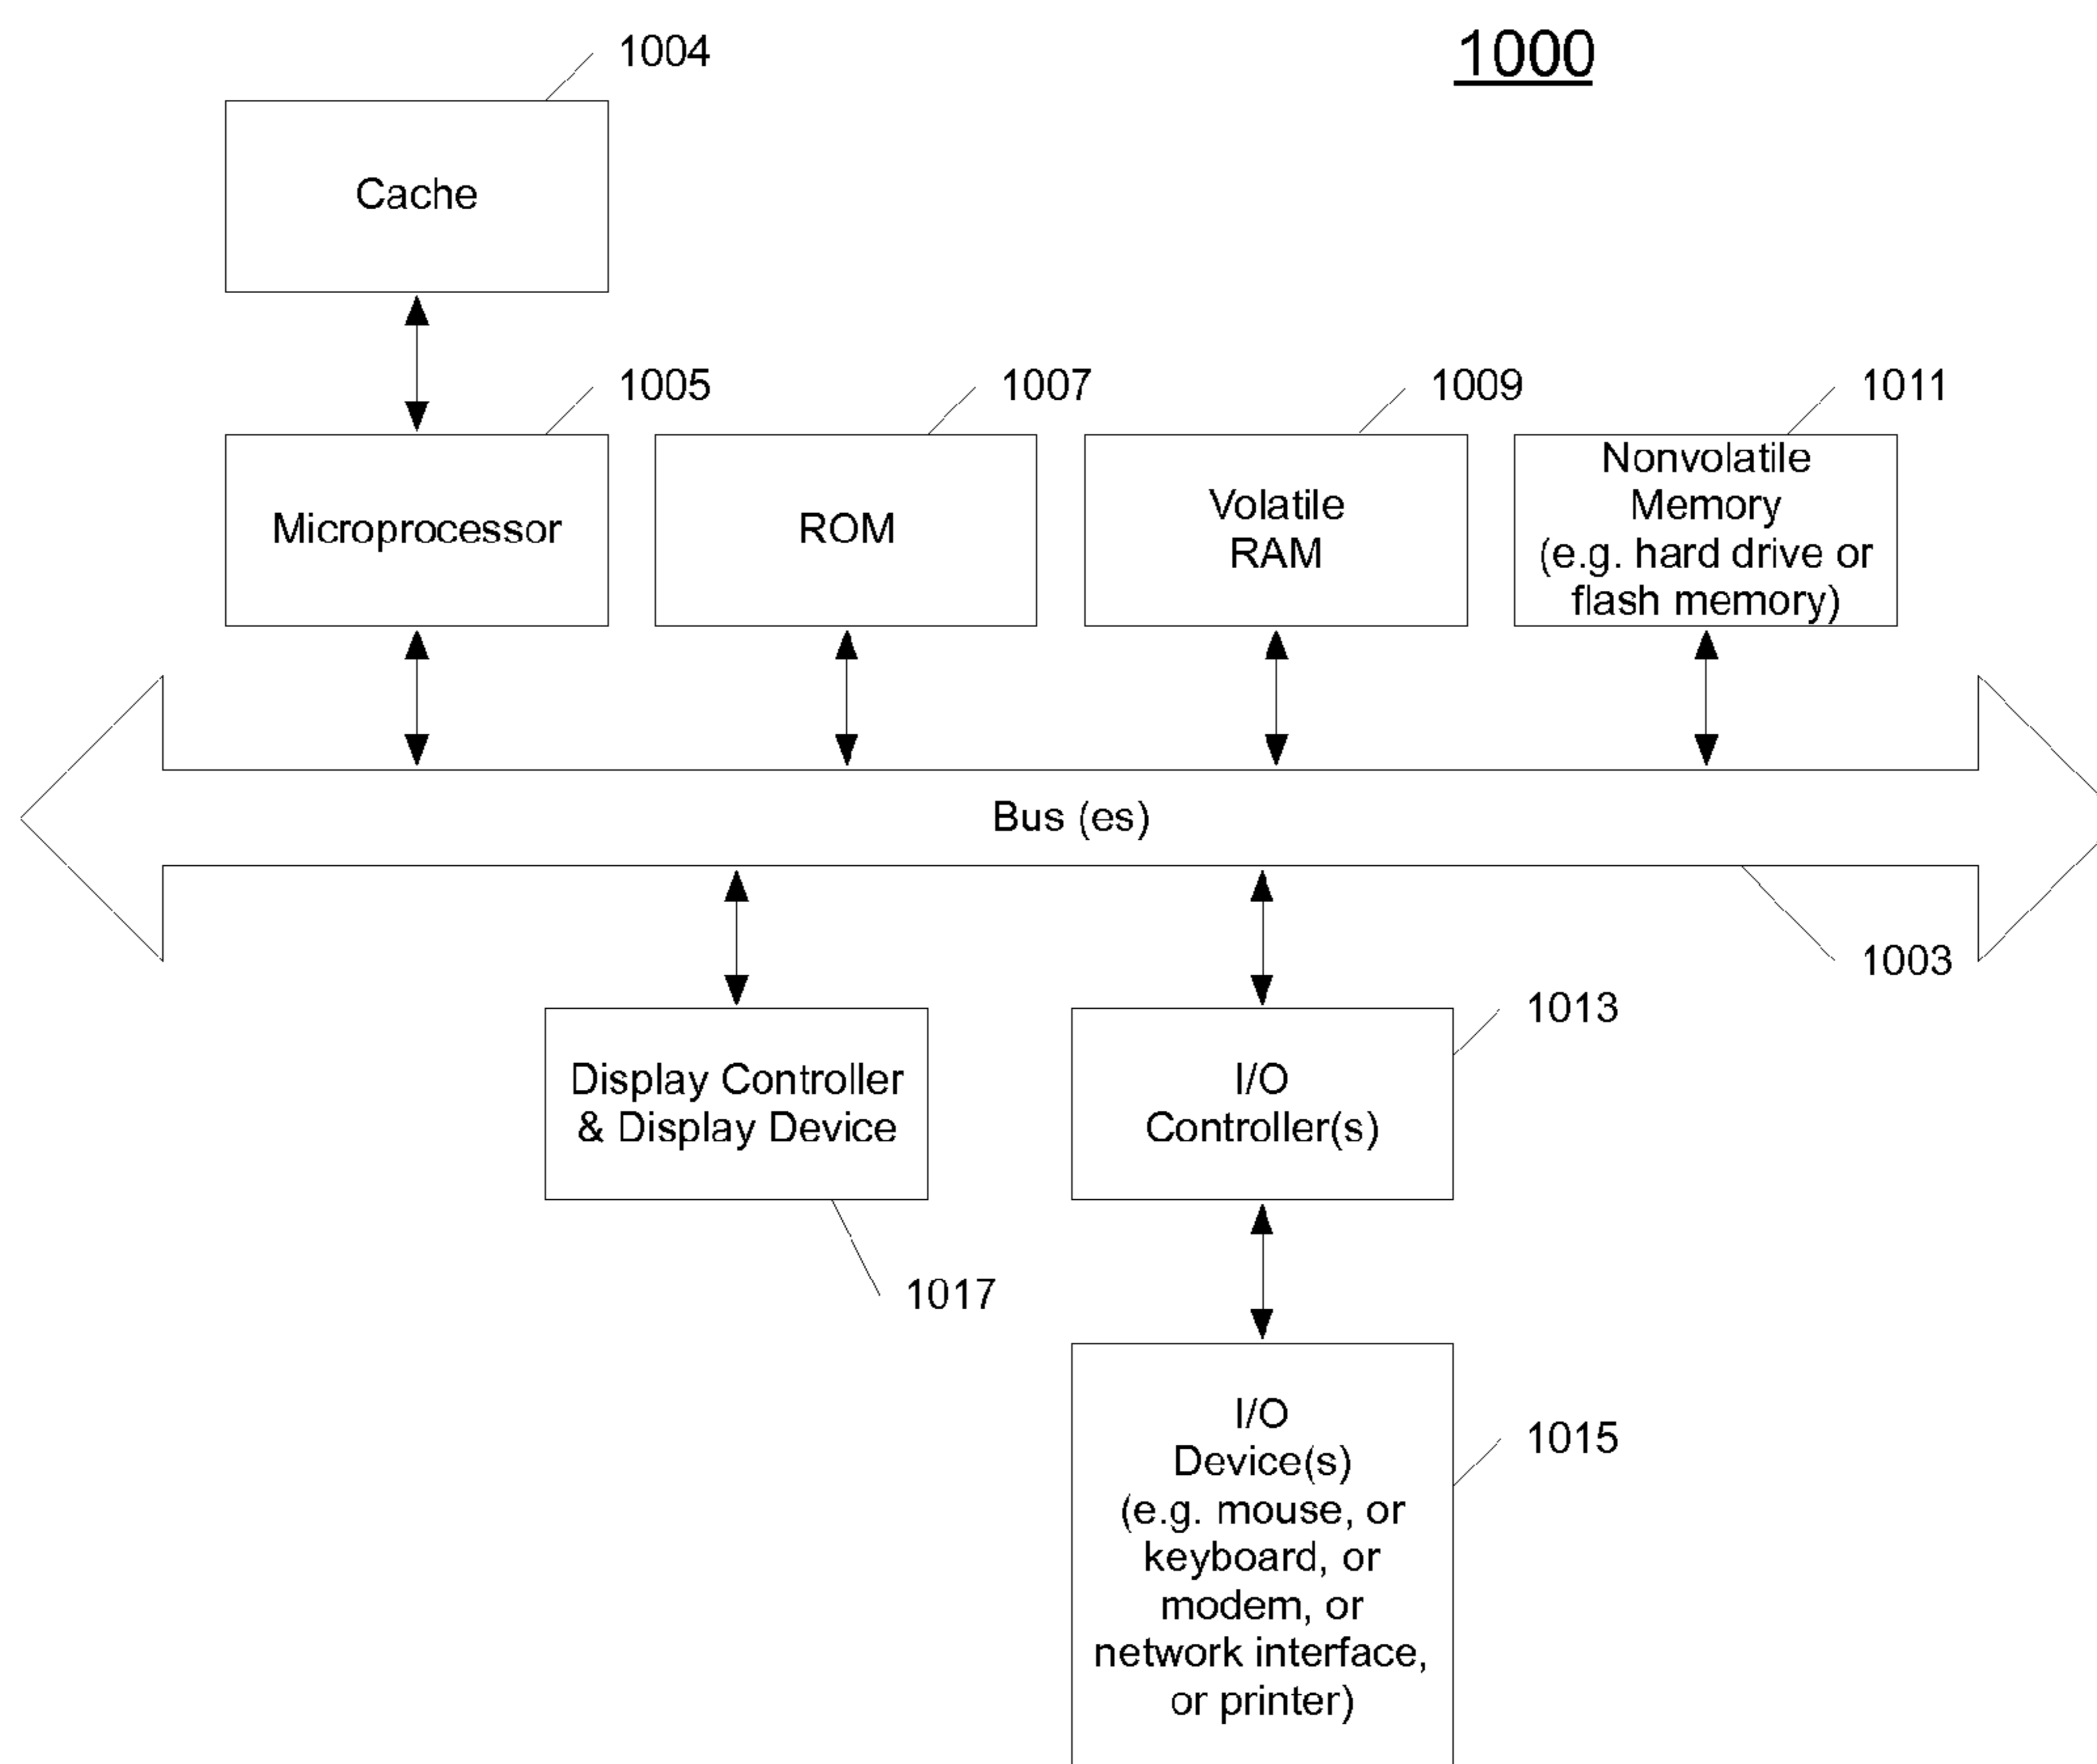 1000
1004
Cache
1005
1007
1009
1011
Microprocessor
ROM
Volatile
RAM
Nonvolatile
Memory
(e.g. hard drive or
flash memory)
Bus (es)
1003
1013
Display Controller
& Display Device
I/O
Controller(s)
1017
I/O
Device(s)
(e.g. mouse, or
keyboard, or
modem, or
network interface,
or printer)
1015